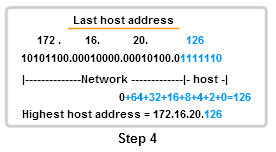 Last host address
172 . 16. 20. 126
10101100.00010000.00010100.01111110
|--------------Network -------------|- host -|
0+64+32+16+8+4+2+0=126
Highest host address = 172.16.20.126
Step 4